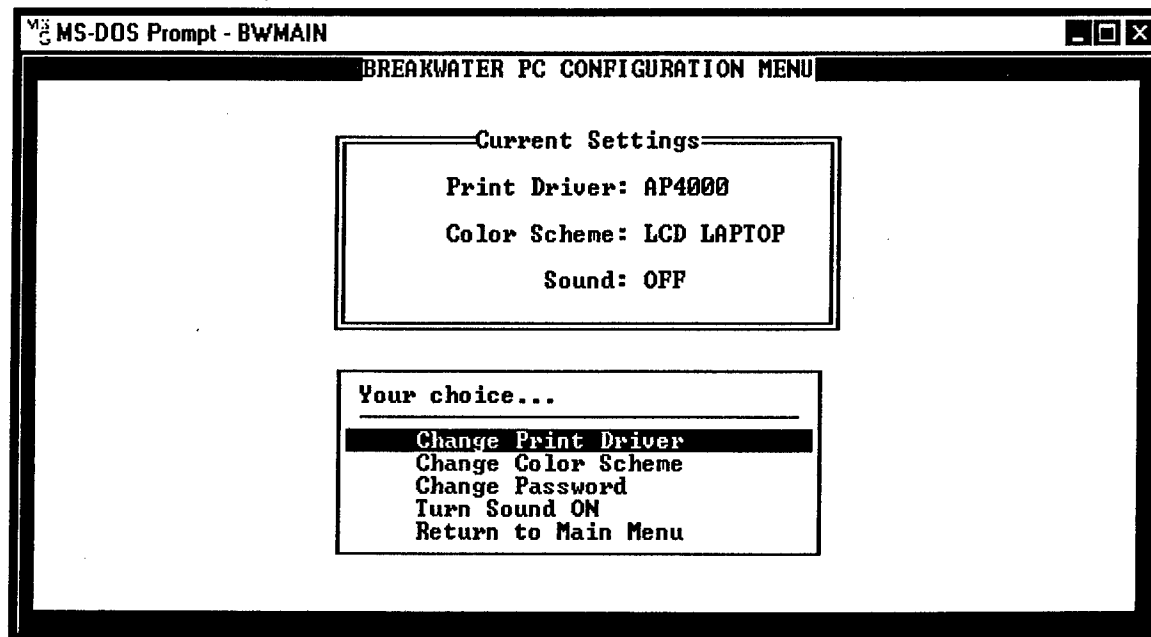 MS-DOS Prompt - BWMAIN
BREAKWATER PC CONFIGURATION MENU
Current Settings
Print Driver: AP4000
Color Scheme: LCD LAPTOP
Sound: OFF
Your choice...
Change Print Driver
Change Color Scheme
Change Password
Turn Sound ON
Return to Main Menu